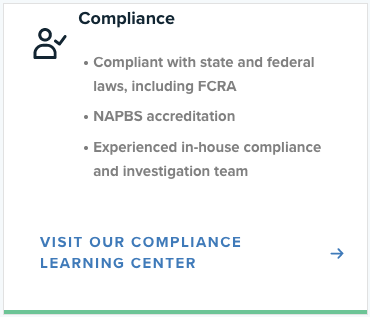 Compliance
• Compliant with state and federal
laws, including FCRA
• NAPBS accreditation
• Experienced in-house compliance
and investigation team
VISIT OUR COMPLIANCE
LEARNING CENTER